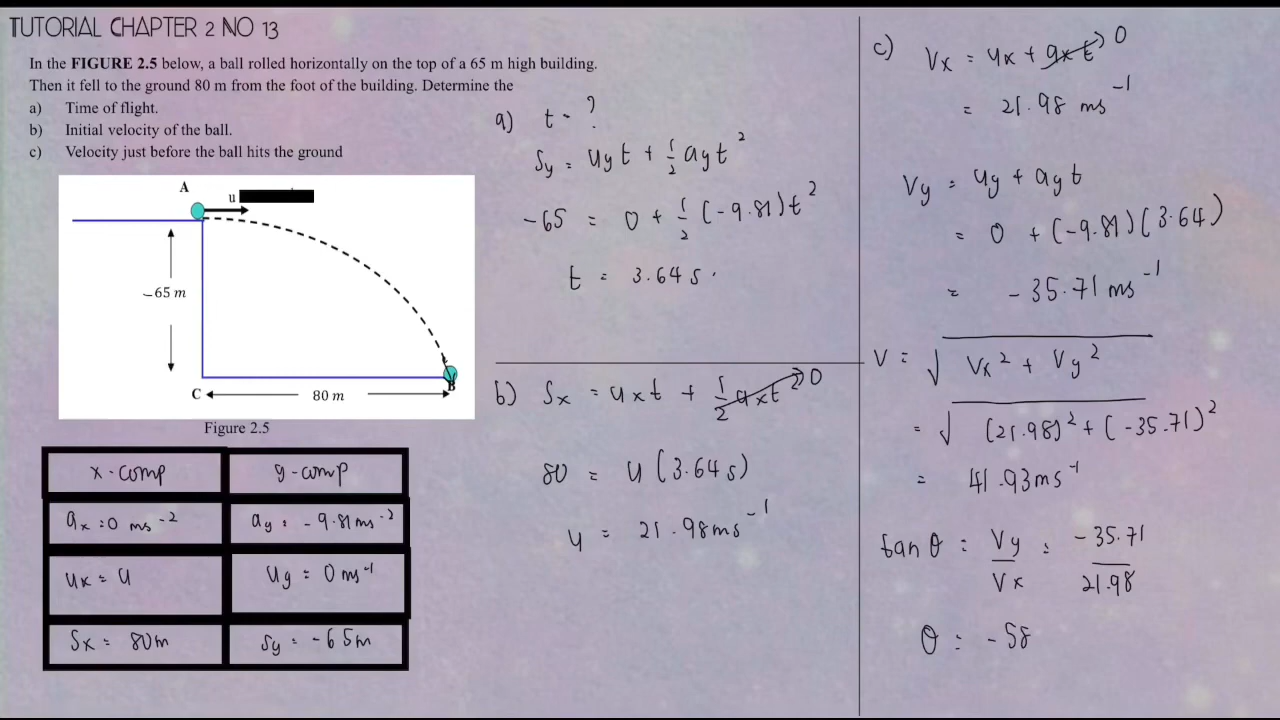 TUTORIAL CHAPTER 2 NO 13
In the FIGURE 2.5 below, a ball rolled horizontally on the top of a 65 m high building.
Then it fell to the ground 80 m from the foot of the building. Determine the
a) Time of flight.
b) Initial velocity of the ball.
c) Velocity just before the ball hits the ground
A
u
–65 m
C
80 m
B
Figure 2.5
x-comp y-comp
ax = 0 ms⁻² ay = -9.81 ms⁻²
ux = u uy = 0 ms⁻¹
Sx = 80m Sy = -65m
a) t = ?
Sy = uyt + 1/2 ayt²
-65 = 0 + 1/2 (-9.81)t²
t = 3.64 s
b) Sx = uxt + 1/2 axt² → 0
80 = u (3.64 s)
u = 21.98 ms⁻¹
c) Vx = ux + axt → 0
= 21.98 ms⁻¹
Vy = uy + ayt
= 0 + (-9.81)(3.64)
= -35.71 ms⁻¹
V = √ Vx² + Vy²
= √ (21.98)² + (-35.71)²
= 41.93 ms⁻¹
tan θ = Vy/Vx = -35.71/21.98
θ = -58